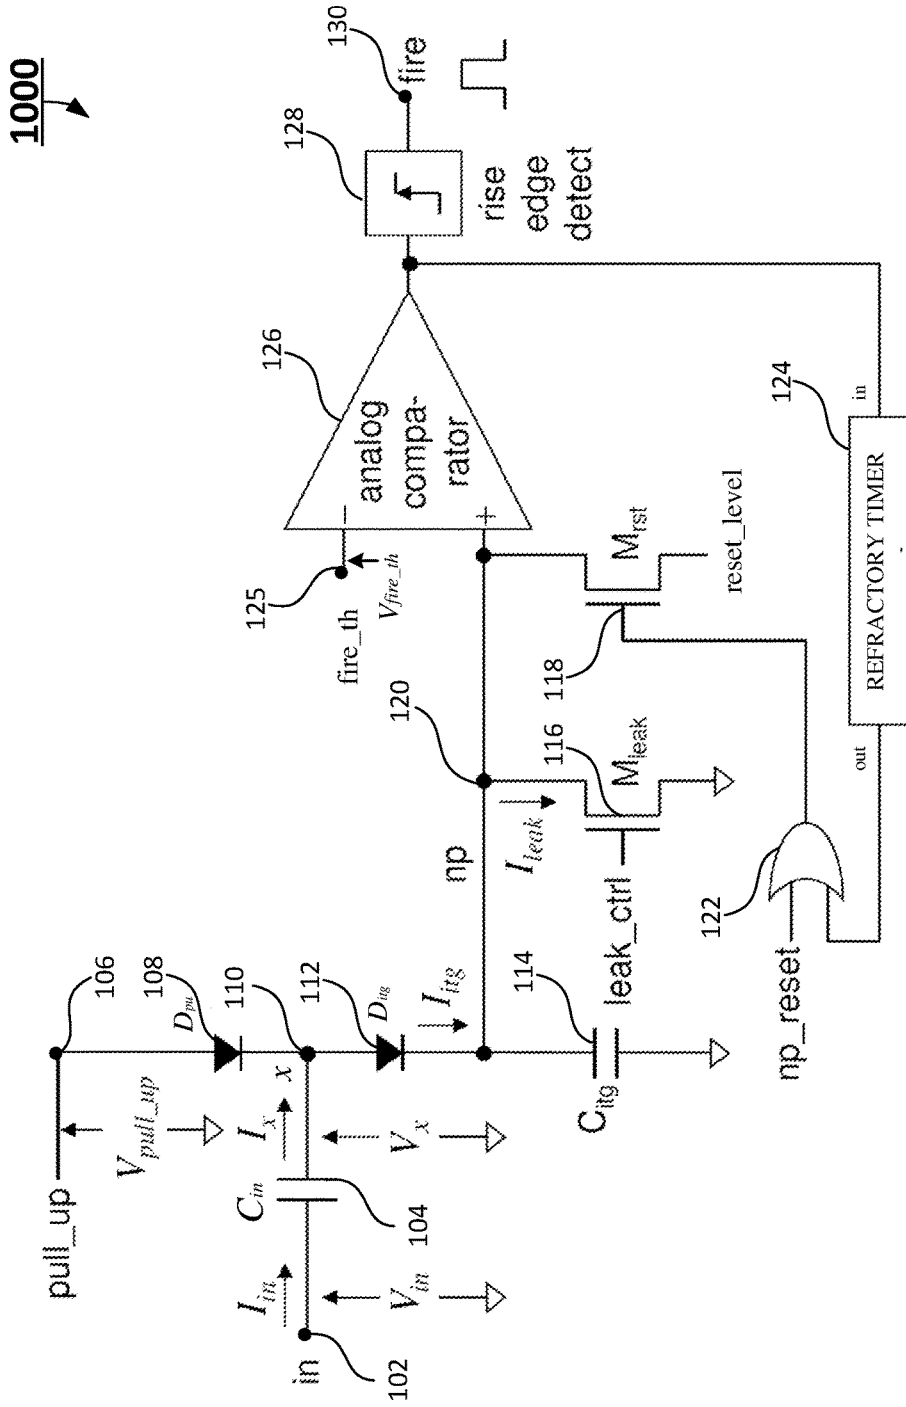 1000
pull_up
106
V_pull_up
D_pu
108
in
102
I_in
V_in
C_in
104
I_x
V_x
x
110
112
D_itg
I_itg
C_itg
114
np
120
I_leak
leak_ctrl
116
M_leak
118
M_rst
reset_level
np_reset
122
fire_th
125
V_fire_th
−
+
analog
compa-
rator
126
128
rise
edge
detect
fire
130
out
REFRACTORY TIMER
in
124